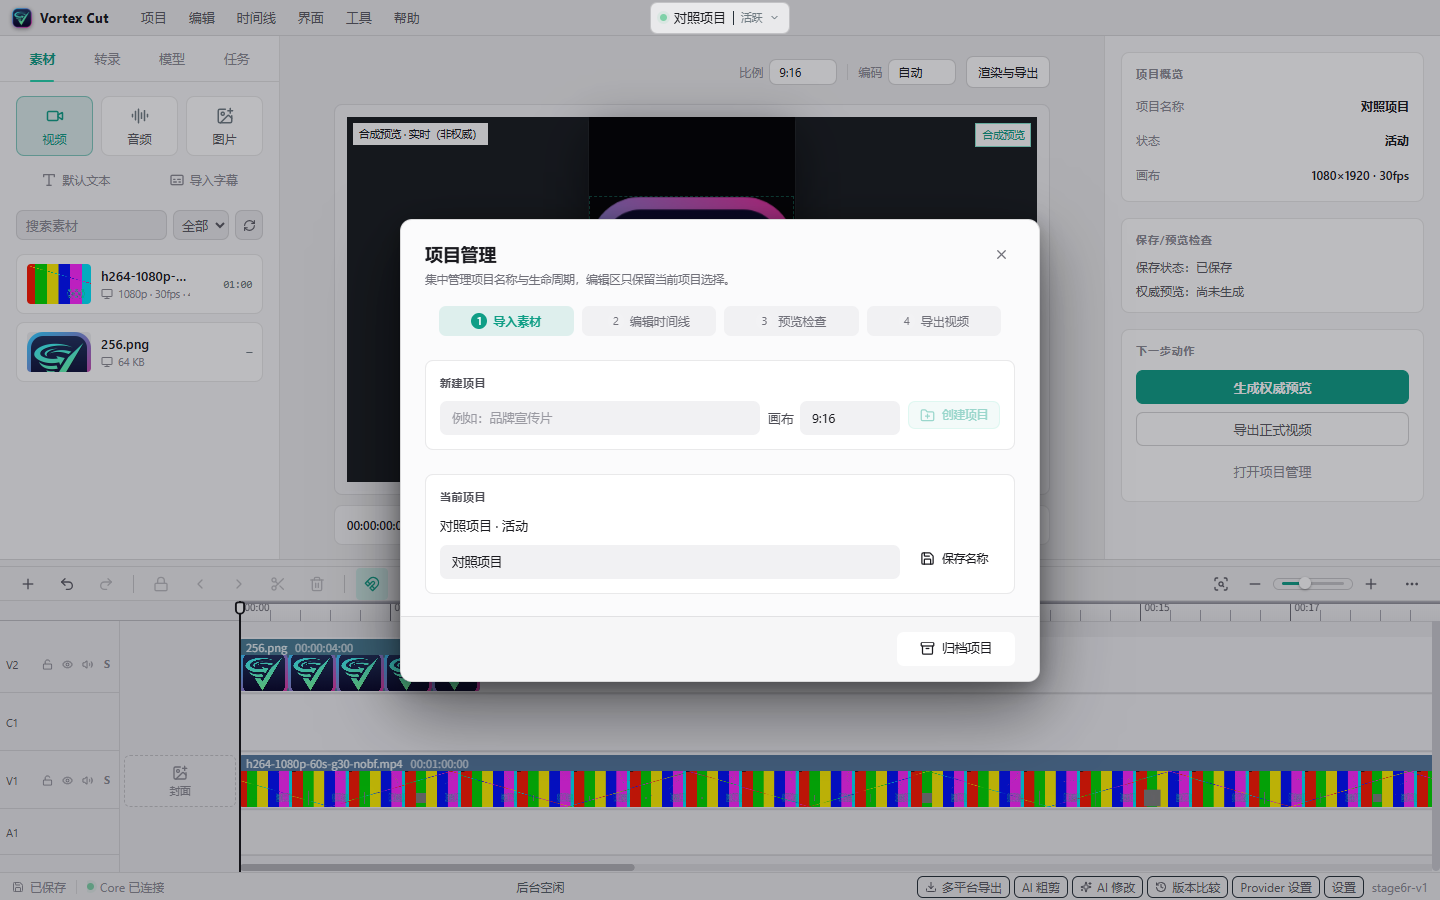 Vortex Cut 项目 编辑 时间线 界面 工具 帮助
对照项目 | 活跃
素材 转录 模型 任务
视频 音频 图片
默认文本 导入字幕
搜索素材 全部
h264-1080p-...
1080p · 30fps · ·
01:00
256.png
64 KB
–
比例 9:16 编码 自动 渲染与导出
合成预览 · 实时（非权威） 合成预览
项目管理
集中管理项目名称与生命周期，编辑区只保留当前项目选择。
1 导入素材 2 编辑时间线 3 预览检查 4 导出视频
新建项目
例如：品牌宣传片 画布 9:16 创建项目
当前项目
对照项目 · 活动
对照项目 保存名称
归档项目
项目概览
项目名称 对照项目
状态 活动
画布 1080×1920 · 30fps
保存/预览检查
保存状态：已保存
权威预览：尚未生成
下一步动作
生成权威预览
导出正式视频
打开项目管理
00:00:00:0
00:00 00:15 00:17
V2 S
256.png 00:00:04:00
C1
V1 S
封面
h264-1080p-60s-g30-nobf.mp4 00:01:00:00
A1
已保存 Core 已连接 后台空闲 多平台导出 AI 粗剪 AI 修改 版本比较 Provider 设置 设置 stage6r-v1